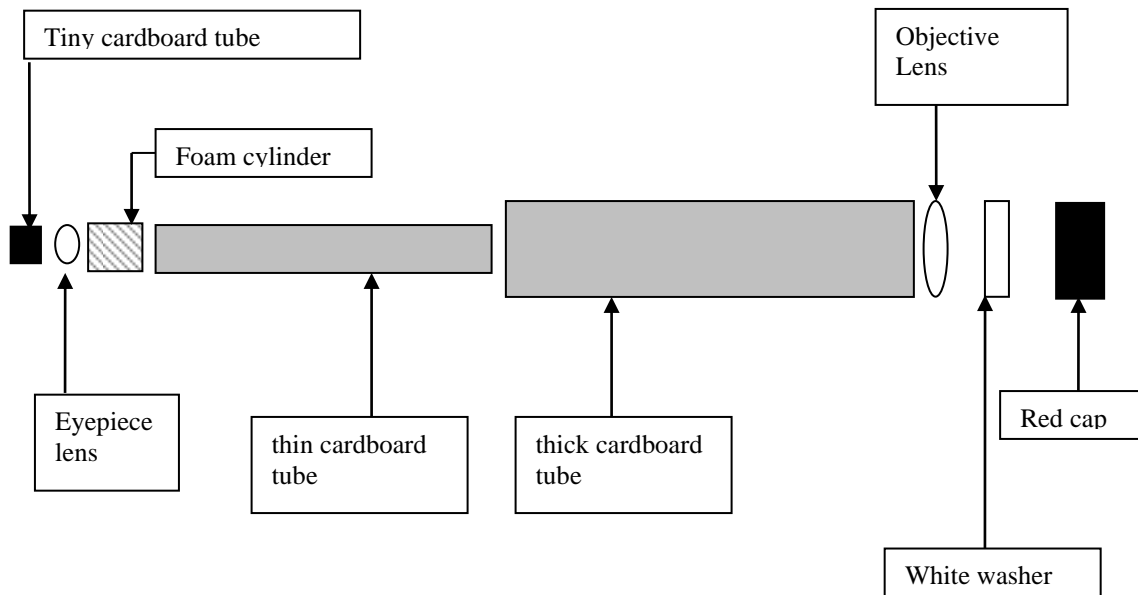 Tiny cardboard tube
Objective
Lens
Foam cylinder
Eyepiece
lens
thin cardboard
tube
thick cardboard
tube
Red cap
White washer